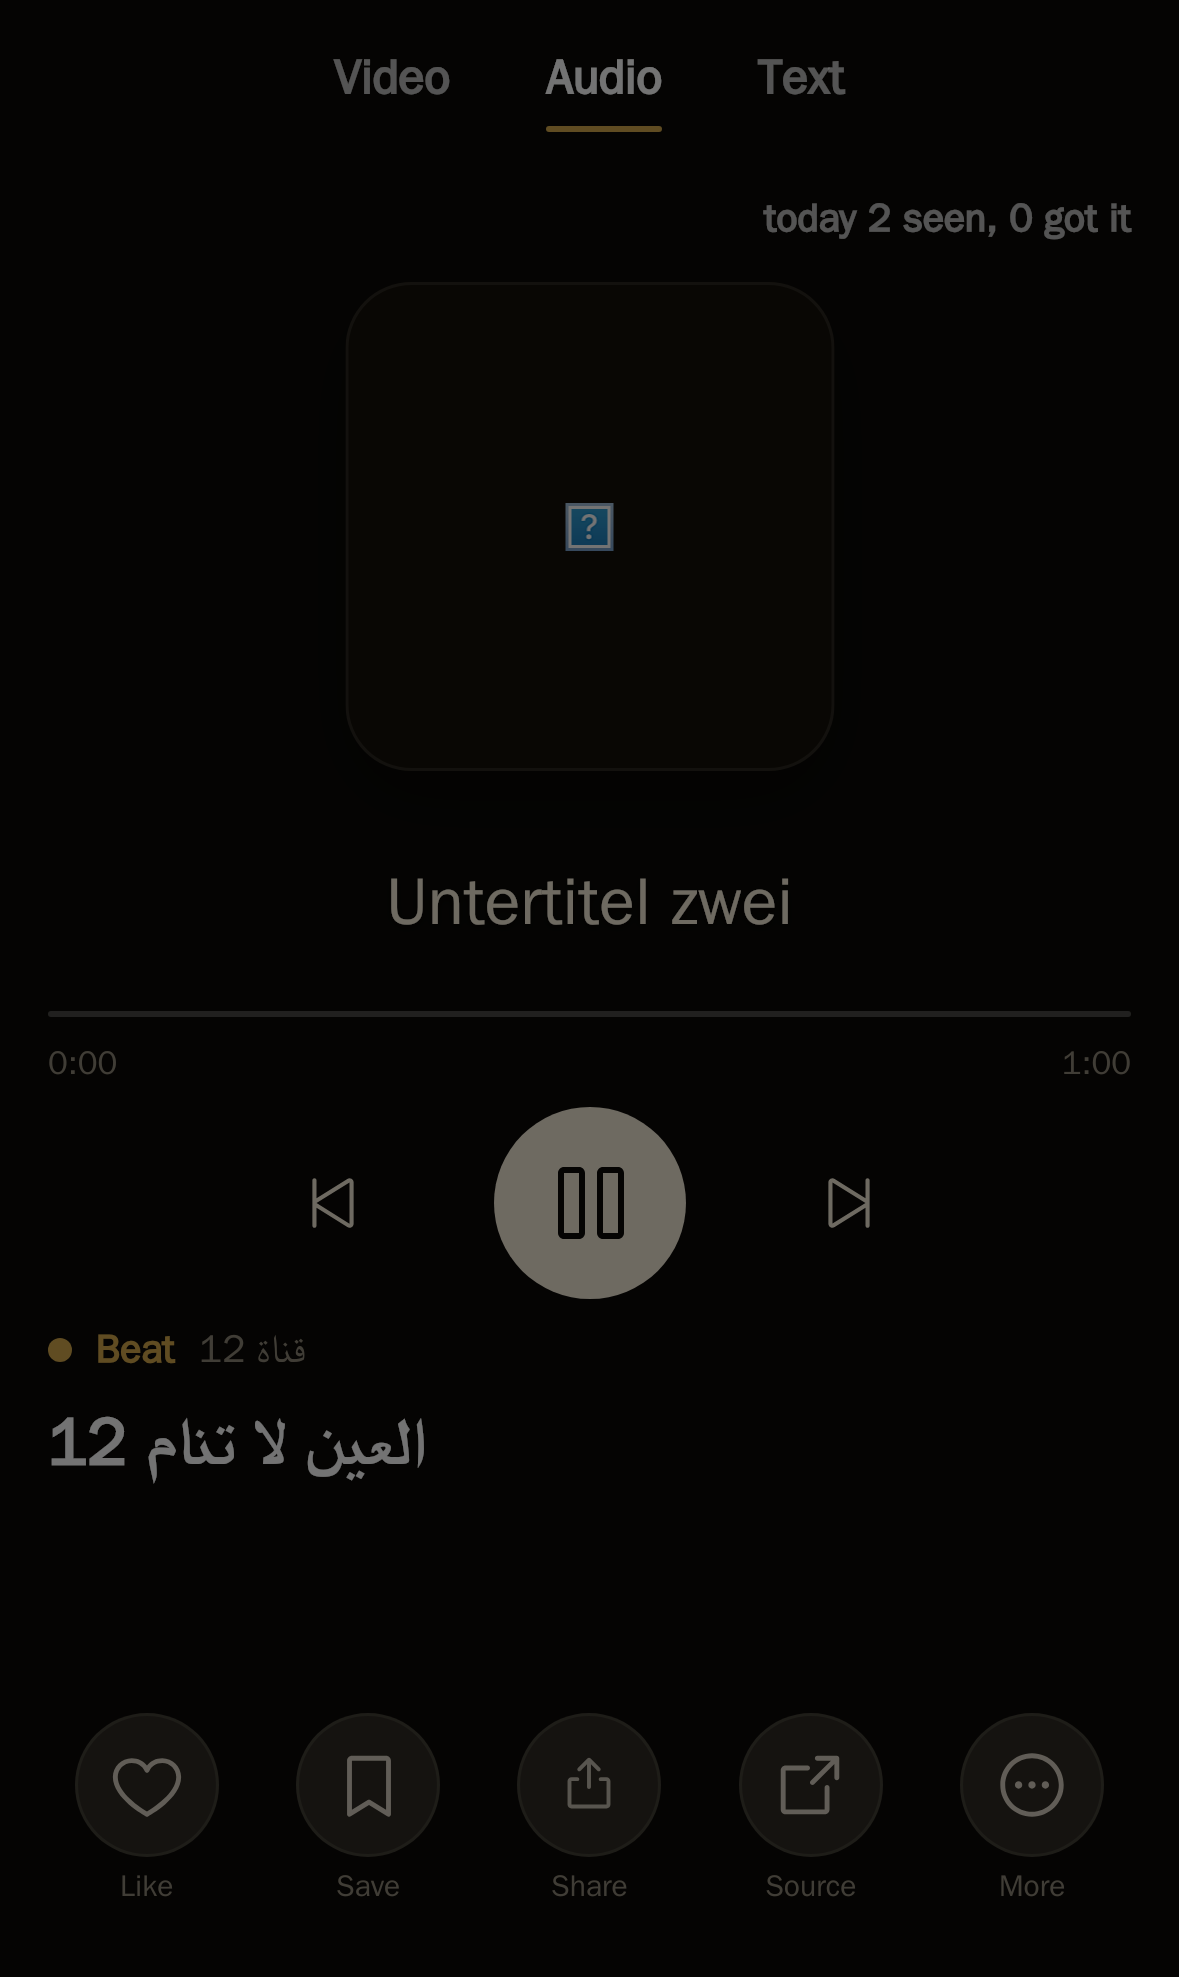 Video Audio Text
today 2 seen, 0 got it
?
Untertitel zwei
0:00 1:00
Beat قناة 12
العين لا تنام 12
Like Save Share Source More